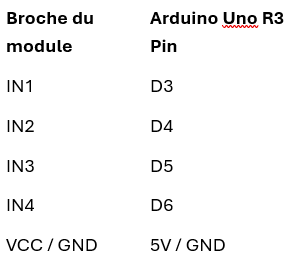 Broche du Arduino Uno R3
module Pin
IN1 D3
IN2 D4
IN3 D5
IN4 D6
VCC / GND 5V / GND